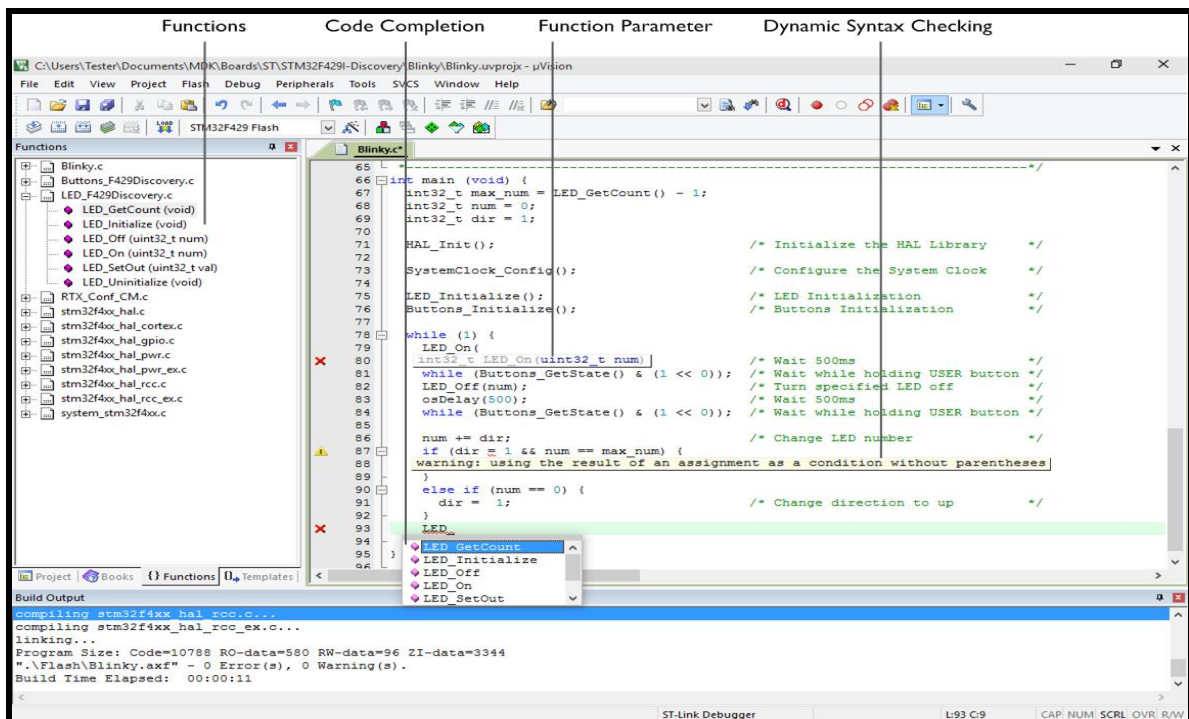 Functions Code Completion Function Parameter Dynamic Syntax Checking
C:\Users\Tester\Documents\MDK\Boards\ST\STM32F429I-Discovery\Blinky\Blinky.uvprojx - µVision
File Edit View Project Flash Debug Peripherals Tools SVCS Window Help
LOAD STM32F429 Flash
Functions
Blinky.c
Buttons_F429Discovery.c
LED_F429Discovery.c
LED_GetCount (void)
LED_Initialize (void)
LED_Off (uint32_t num)
LED_On (uint32_t num)
LED_SetOut (uint32_t val)
LED_Uninitialize (void)
RTX_Conf_CM.c
stm32f4xx_hal.c
stm32f4xx_hal_cortex.c
stm32f4xx_hal_gpio.c
stm32f4xx_hal_pwr.c
stm32f4xx_hal_pwr_ex.c
stm32f4xx_hal_rcc.c
stm32f4xx_hal_rcc_ex.c
system_stm32f4xx.c
Project Books {} Functions Templates
Blinky.c*
65 *----------------------------------------------------------------------------*/
66 int main (void) {
67 int32_t max_num = LED_GetCount() - 1;
68 int32_t num = 0;
69 int32_t dir = 1;
70
71 HAL_Init(); /* Initialize the HAL Library */
72
73 SystemClock_Config(); /* Configure the System Clock */
74
75 LED_Initialize(); /* LED Initialization */
76 Buttons_Initialize(); /* Buttons Initialization */
77
78 while (1) {
79 LED_On(
80 int32_t LED_On(uint32_t num) /* Wait 500ms */
81 while (Buttons_GetState() & (1 << 0)); /* Wait while holding USER button */
82 LED_Off(num); /* Turn specified LED off */
83 osDelay(500); /* Wait 500ms */
84 while (Buttons_GetState() & (1 << 0)); /* Wait while holding USER button */
85
86 num += dir; /* Change LED number */
87 if (dir = 1 && num == max_num) {
88 warning: using the result of an assignment as a condition without parentheses
89 }
90 else if (num == 0) {
91 dir = 1; /* Change direction to up */
92 }
93 LED_
94
95 }
96
LED_GetCount
LED_Initialize
LED_Off
LED_On
LED_SetOut
Build Output
compiling stm32f4xx_hal_rcc.c...
compiling stm32f4xx_hal_rcc_ex.c...
linking...
Program Size: Code=10788 RO-data=580 RW-data=96 ZI-data=3344
".\Flash\Blinky.axf" - 0 Error(s), 0 Warning(s).
Build Time Elapsed: 00:00:11
ST-Link Debugger L:93 C:9 CAP NUM SCRL OVR R/W